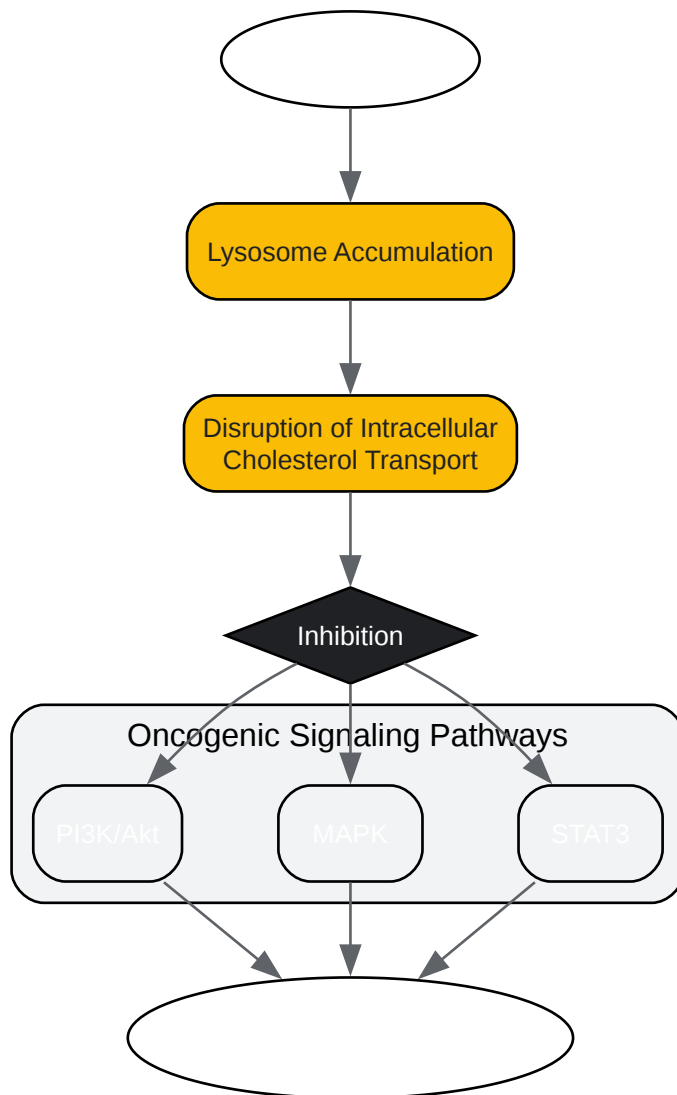 Lysosome Accumulation
Disruption of Intracellular
Cholesterol Transport
Inhibition
Oncogenic Signaling Pathways
PI3K/Akt
MAPK
STAT3